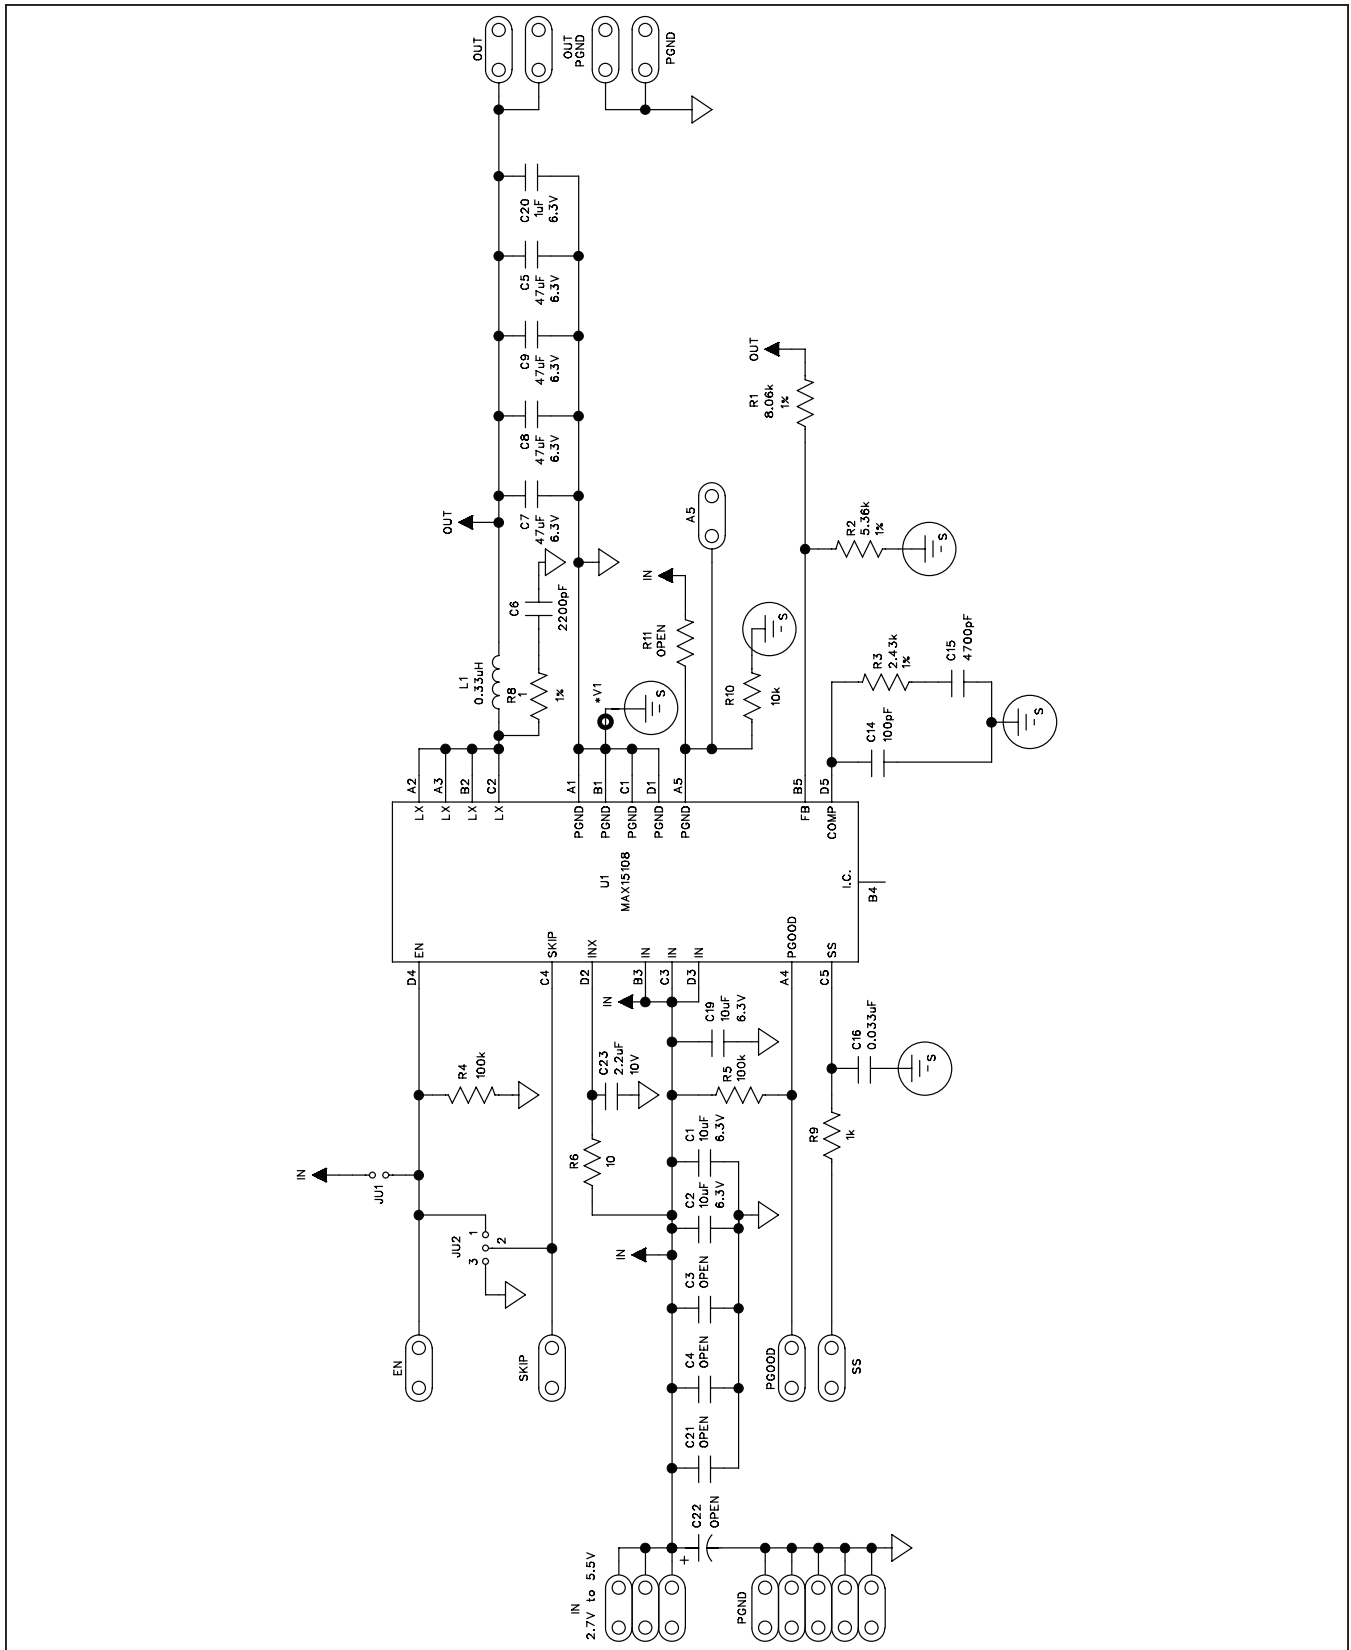 IN
2.7V to 5.5V
PGND
C22
OPEN
+
C21
OPEN
C4
OPEN
C3
OPEN
C2
10uF
6.3V
C1
10uF
6.3V
IN
EN
SKIP
PGOOD
SS
JU2
1
2
3
IN
JU1
R4
100k
R6
10
C23
2.2uF
10V
R5
100k
C19
10uF
6.3V
IN
R9
1k
C16
0.033uF
S
D4
C4
D2
B3
C3
D3
A4
C5
EN
SKIP
INX
IN
IN
IN
PGOOD
SS
U1
MAX15108
I.C.
B4
LX
LX
LX
LX
PGND
PGND
PGND
PGND
PGND
FB
COMP
A2
A3
B2
C2
A1
B1
C1
D1
A5
B5
D5
L1
0.33uH
R8
1
1%
C6
2200pF
*V1
S
R11
OPEN
IN
R10
10k
S
A5
C14
100pF
R3
2.43k
1%
C15
4700pF
S
R2
5.36k
1%
S
R1
8.06k
1%
OUT
OUT
C7
47uF
6.3V
C8
47uF
6.3V
C9
47uF
6.3V
C5
47uF
6.3V
C20
1uF
6.3V
OUT
OUT
PGND
PGND